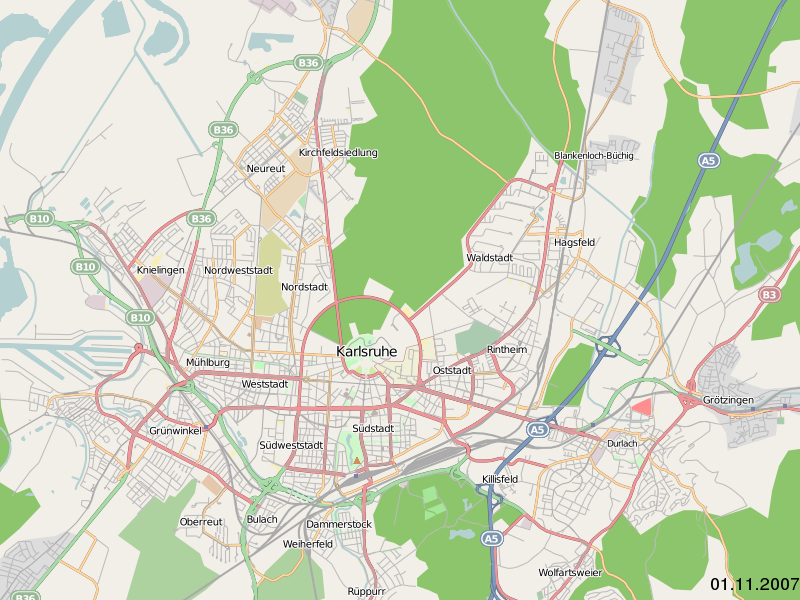 B36
B36
Kirchfeldsiedlung
Blankenloch-Büchig
A5
Neureut
B10
B36
Hagsfeld
Waldstadt
B10
Knielingen
Nordweststadt
Nordstadt
B3
B10
Karlsruhe
Rintheim
Mühlburg
Oststadt
Weststadt
Grötzingen
Grünwinkel
Südstadt
A5
Südweststadt
Durlach
Killisfeld
Oberreut
Bulach
Dammerstock
A5
Weiherfeld
Wolfartsweier
01.11.2007
Rüppurr
B36